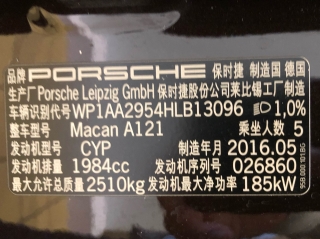 品牌 PORSCHE 保时捷 制造国 德国
生产厂 Porsche Leipzig GmbH 保时捷股份公司莱比锡工厂制造
车辆识别代号 WP1AA2954HLB13096 1,0%
整车型号 Macan A121 乘坐人数 5
发动机型号 CYP 制造年月 2016.05
发动机排量 1984cc 发动机序列号 026860
最大允许总质量 2510kg 发动机最大净功率 185kW